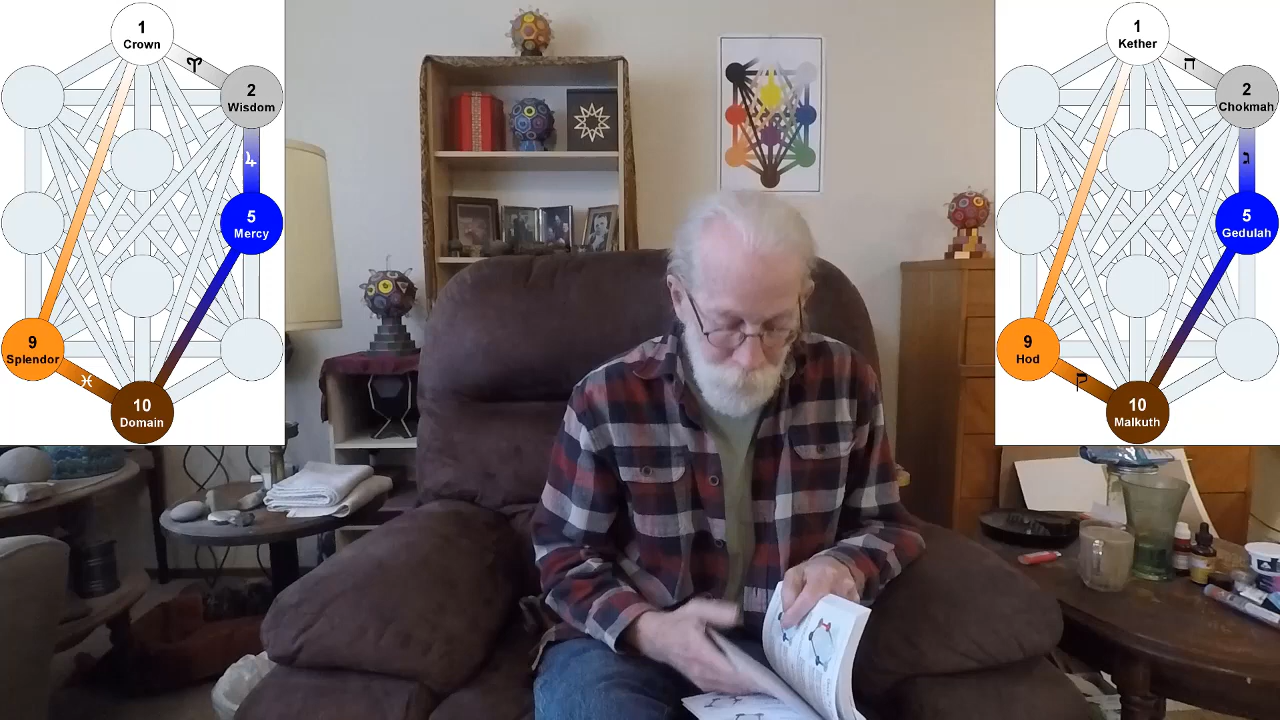 1
Crown
♈
2
Wisdom
♃
5
Mercy
9
Splendor
♓
10
Domain
1
Kether
ה
2
Chokmah
ג
5
Gedulah
9
Hod
ק
10
Malkuth